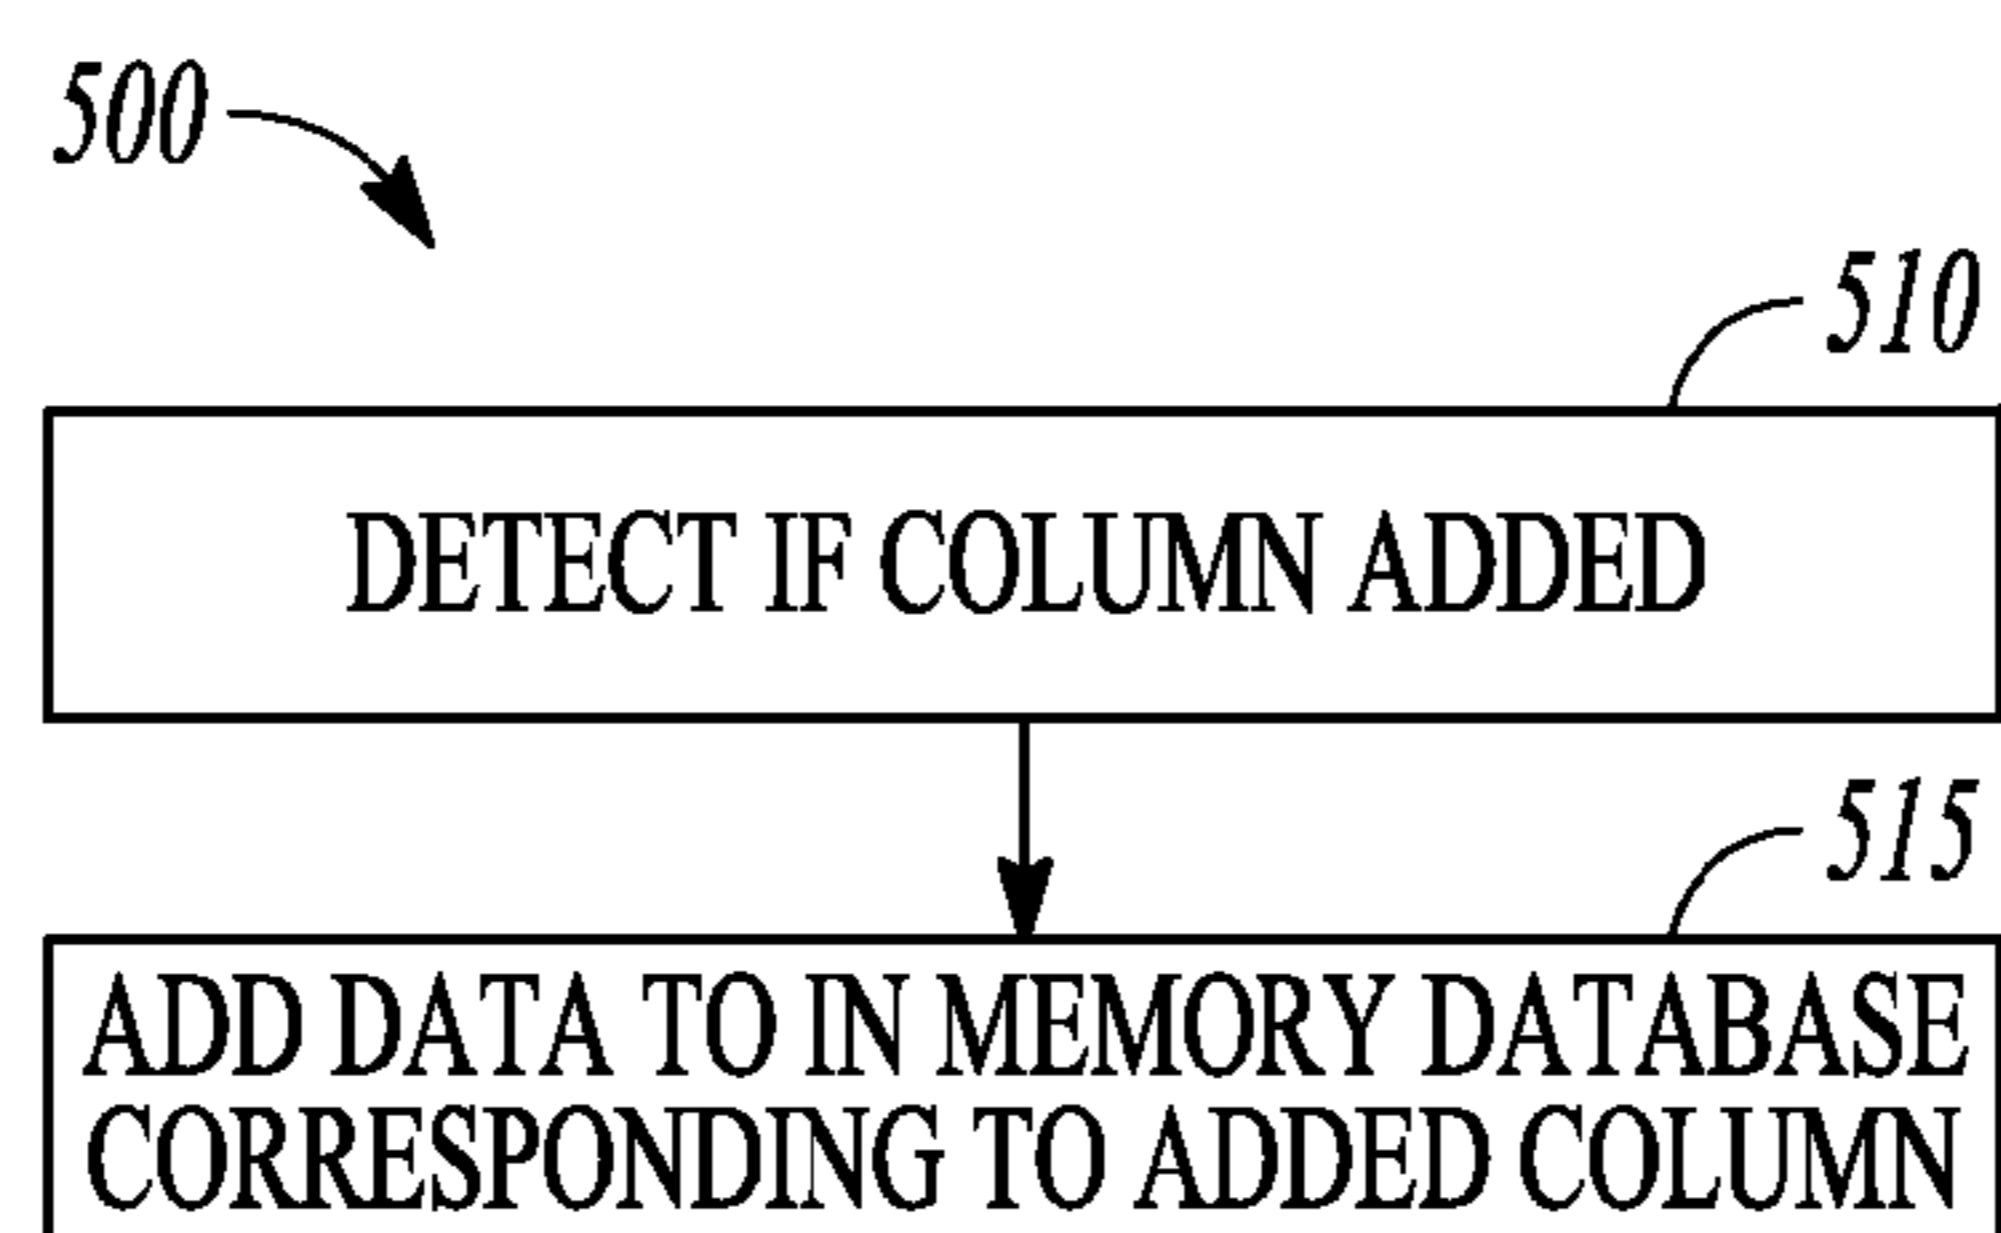 500
510
DETECT IF COLUMN ADDED
515
ADD DATA TO IN MEMORY DATABASE
CORRESPONDING TO ADDED COLUMN